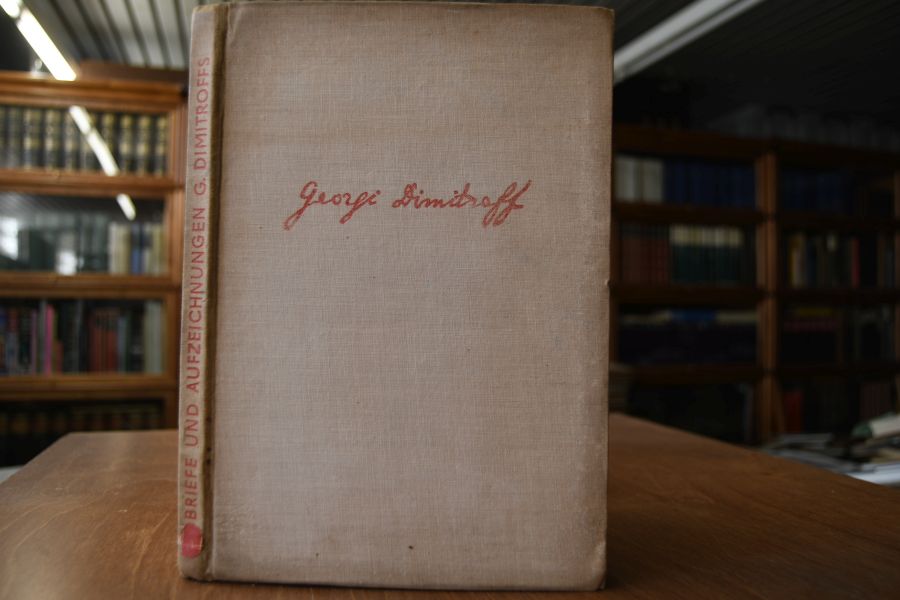 BRIEFE UND AUFZEICHNUNGEN G. DIMITROFFS
Georgi Dimitroff